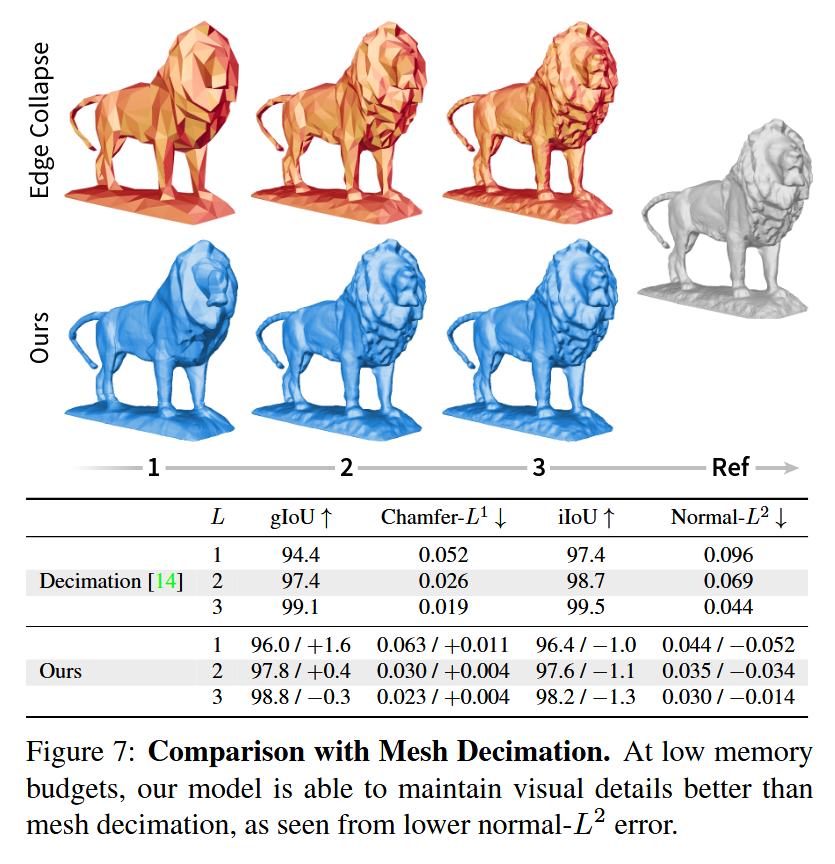 Edge Collapse
Ours
1 2 3 Ref
L gIoU ↑ Chamfer-L¹ ↓ iIoU ↑ Normal-L² ↓
1 94.4 0.052 97.4 0.096
Decimation [14] 2 97.4 0.026 98.7 0.069
3 99.1 0.019 99.5 0.044
1 96.0 / +1.6 0.063 / +0.011 96.4 / −1.0 0.044 / −0.052
Ours 2 97.8 / +0.4 0.030 / +0.004 97.6 / −1.1 0.035 / −0.034
3 98.8 / −0.3 0.023 / +0.004 98.2 / −1.3 0.030 / −0.014
Figure 7: Comparison with Mesh Decimation. At low memory
budgets, our model is able to maintain visual details better than
mesh decimation, as seen from lower normal-L² error.